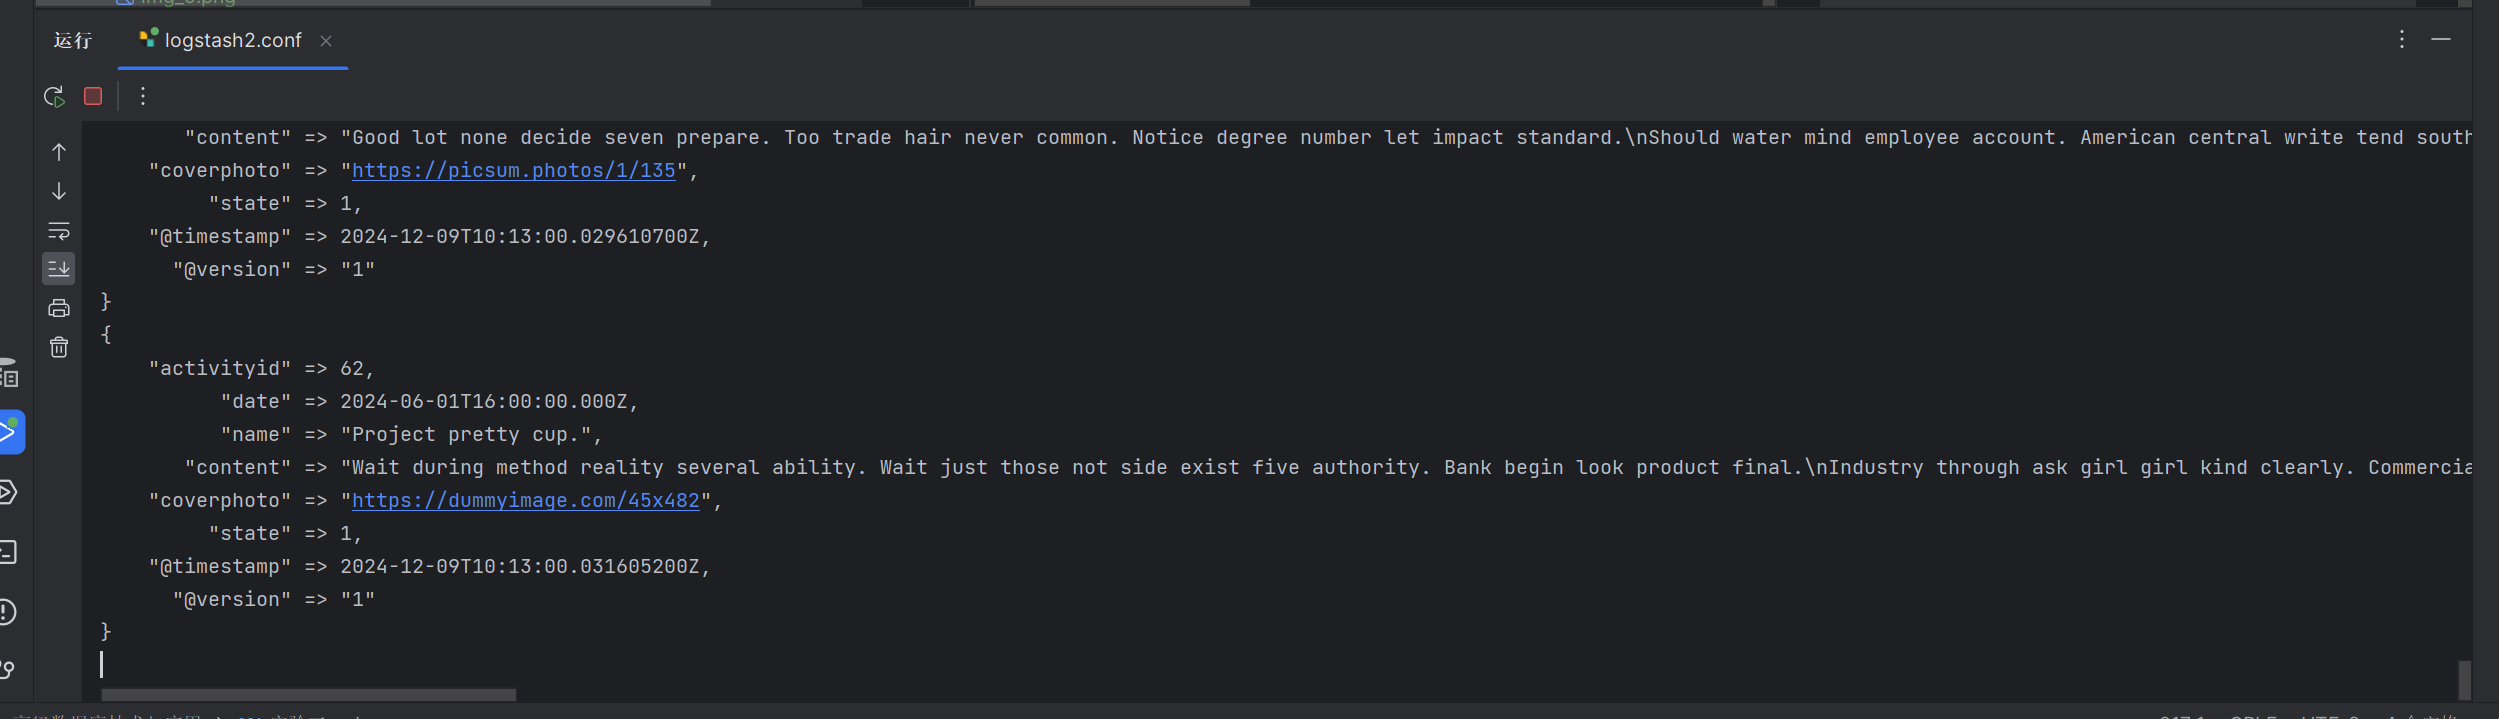 img_8.png
运行 logstash2.conf
"content" => "Good lot none decide seven prepare. Too trade hair never common. Notice degree number let impact standard.\nShould water mind employee account. American central write tend south
"coverphoto" => "https://picsum.photos/1/135",
"state" => 1,
"@timestamp" => 2024-12-09T10:13:00.029610700Z,
"@version" => "1"
}
{
"activityid" => 62,
"date" => 2024-06-01T16:00:00.000Z,
"name" => "Project pretty cup.",
"content" => "Wait during method reality several ability. Wait just those not side exist five authority. Bank begin look product final.\nIndustry through ask girl girl kind clearly. Commercia
"coverphoto" => "https://dummyimage.com/45x482",
"state" => 1,
"@timestamp" => 2024-12-09T10:13:00.031605200Z,
"@version" => "1"
}